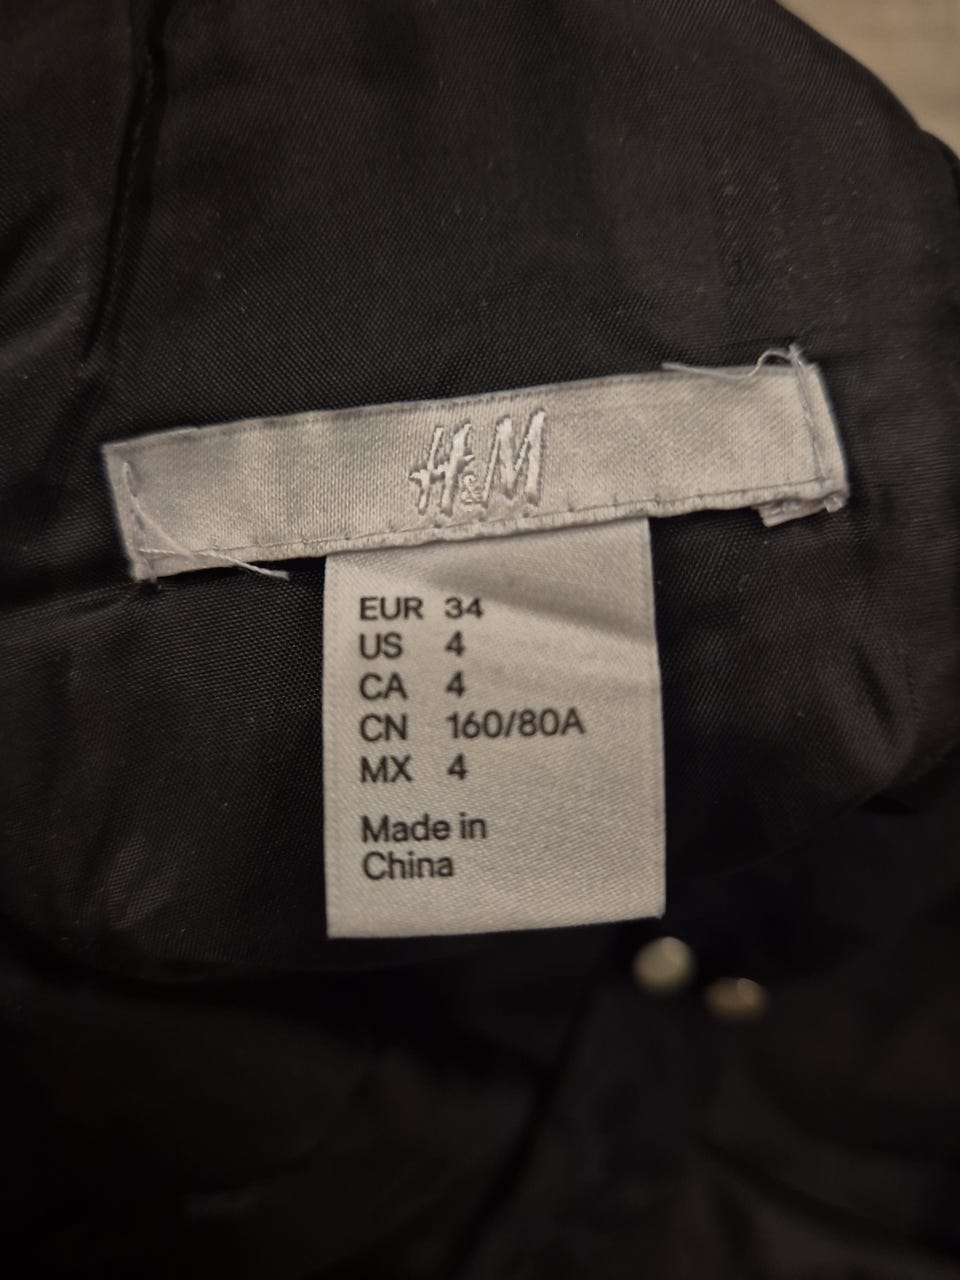 H&M
EUR 34
US 4
CA 4
CN 160/80A
MX 4
Made in
China